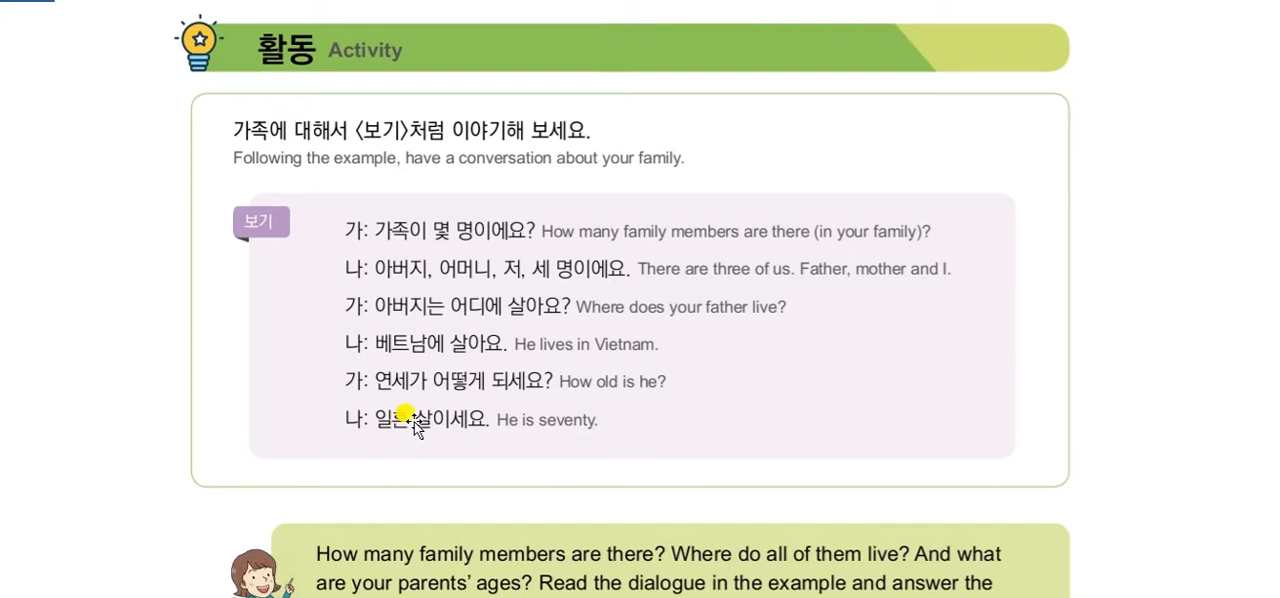 활동 Activity
가족에 대해서 〈보기〉처럼 이야기해 보세요.
Following the example, have a conversation about your family.
보기
가: 가족이 몇 명이에요? How many family members are there (in your family)?
나: 아버지, 어머니, 저, 세 명이에요. There are three of us. Father, mother and I.
가: 아버지는 어디에 살아요? Where does your father live?
나: 베트남에 살아요. He lives in Vietnam.
가: 연세가 어떻게 되세요? How old is he?
나: 일흔 살이세요. He is seventy.
How many family members are there? Where do all of them live? And what
are your parents’ ages? Read the dialogue in the example and answer the